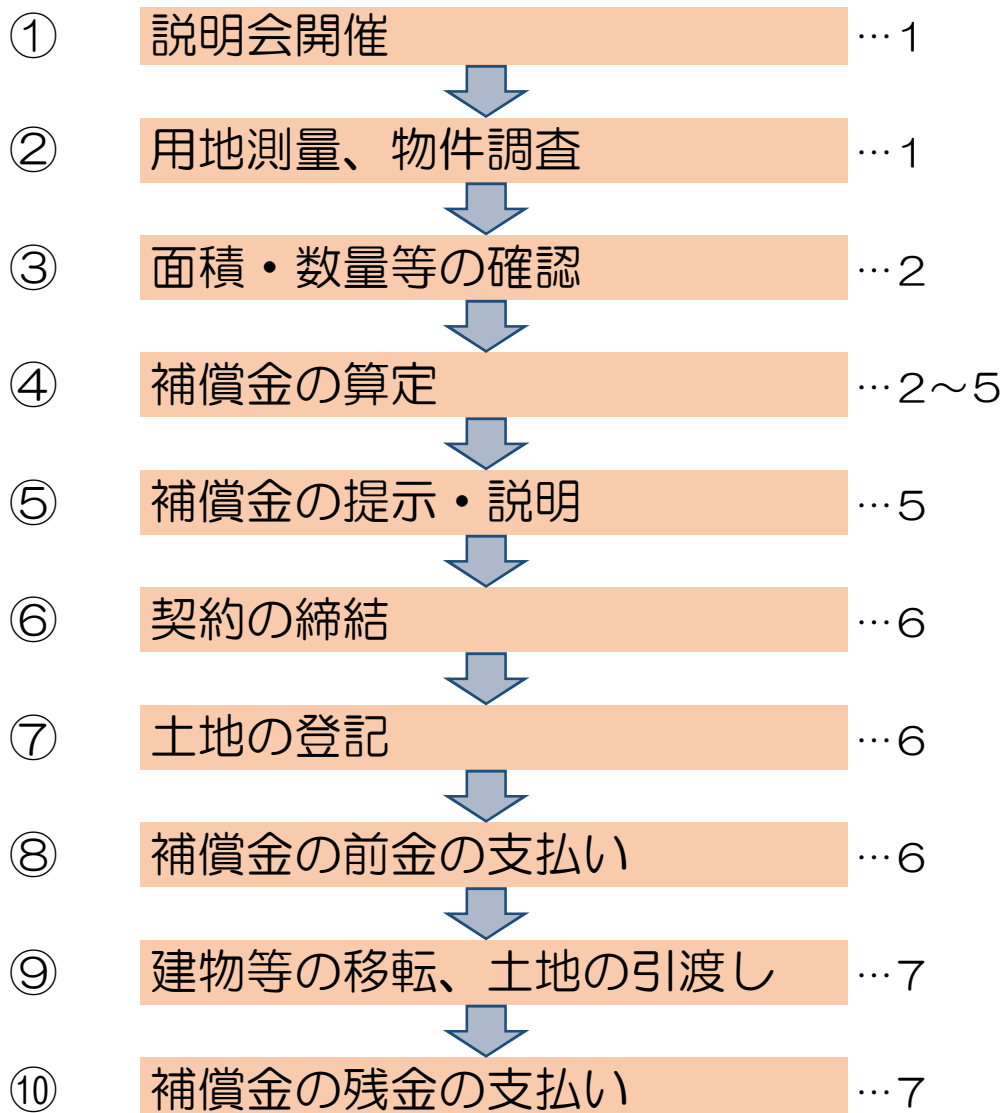 ① 説明会開催 …1
② 用地測量、物件調査 …1
③ 面積・数量等の確認 …2
④ 補償金の算定 …2～5
⑤ 補償金の提示・説明 …5
⑥ 契約の締結 …6
⑦ 土地の登記 …6
⑧ 補償金の前金の支払い …6
⑨ 建物等の移転、土地の引渡し …7
⑩ 補償金の残金の支払い …7